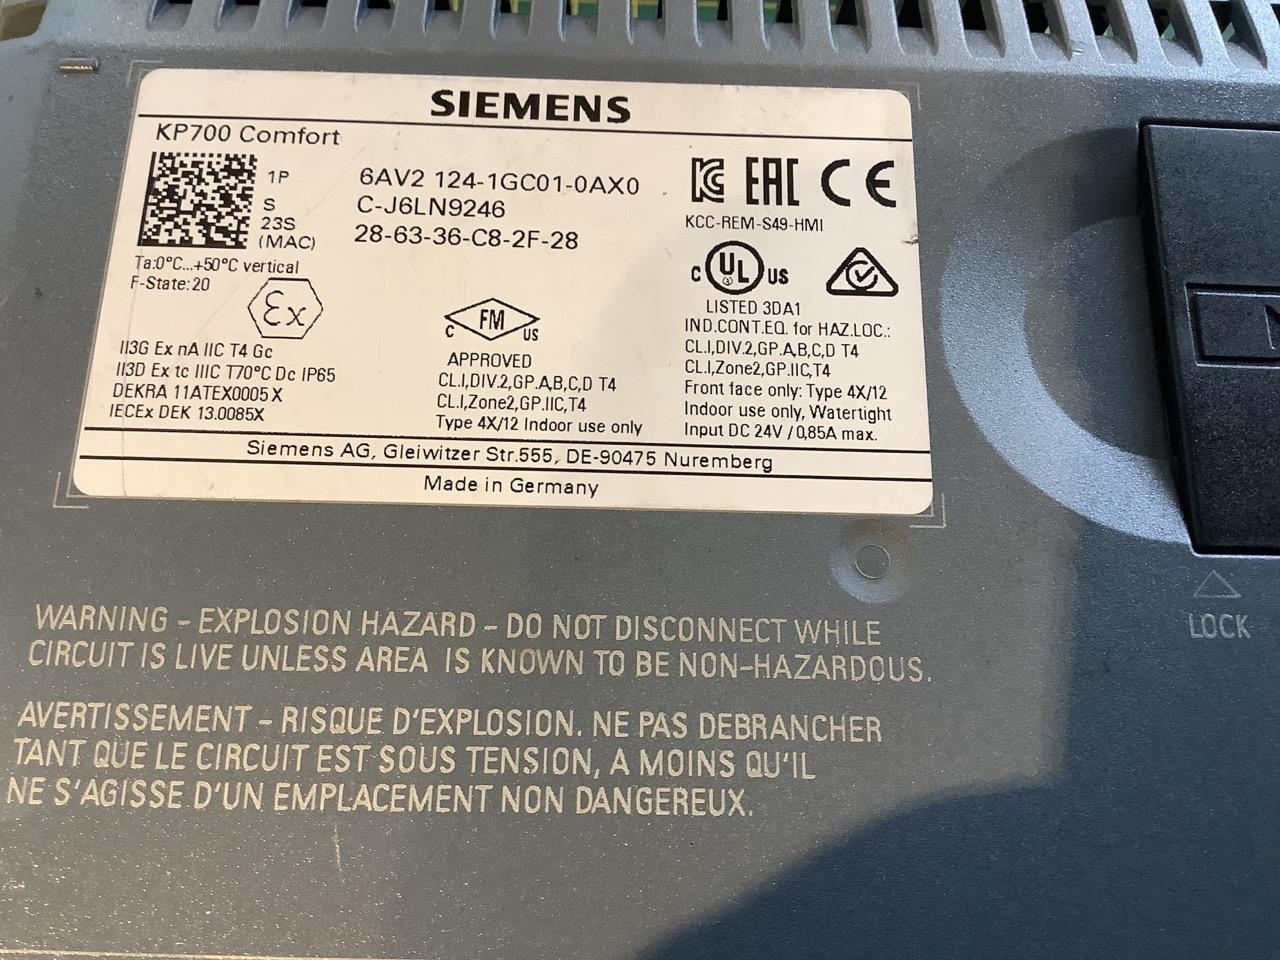 SIEMENS
KP700 Comfort
1P 6AV2 124-1GC01-0AX0
S C-J6LN9246
23S (MAC) 28-63-36-C8-2F-28
Ta:0°C...+50°C vertical
F-State: 20
Ex
II3G Ex nA IIC T4 Gc
II3D Ex tc IIIC T70°C Dc IP65
DEKRA 11ATEX0005 X
IECEx DEK 13.0085X
C FM US
APPROVED
CL.I,DIV.2,GP.A,B,C,D T4
CL.I,Zone2,GP.IIC,T4
Type 4X/12 Indoor use only
EAC CE
KCC-REM-S49-HMI
C UL US
LISTED 3DA1
IND.CONT.EQ. for HAZ.LOC.:
CL.I,DIV.2,GP.A,B,C,D T4
CL.I,Zone2,GP.IIC,T4
Front face only: Type 4X/12
Indoor use only, Watertight
Input DC 24V / 0,85A max.
Siemens AG, Gleiwitzer Str.555, DE-90475 Nuremberg
Made in Germany
LOCK
WARNING - EXPLOSION HAZARD - DO NOT DISCONNECT WHILE
CIRCUIT IS LIVE UNLESS AREA IS KNOWN TO BE NON-HAZARDOUS.
AVERTISSEMENT - RISQUE D'EXPLOSION. NE PAS DEBRANCHER
TANT QUE LE CIRCUIT EST SOUS TENSION, A MOINS QU'IL
NE S'AGISSE D'UN EMPLACEMENT NON DANGEREUX.